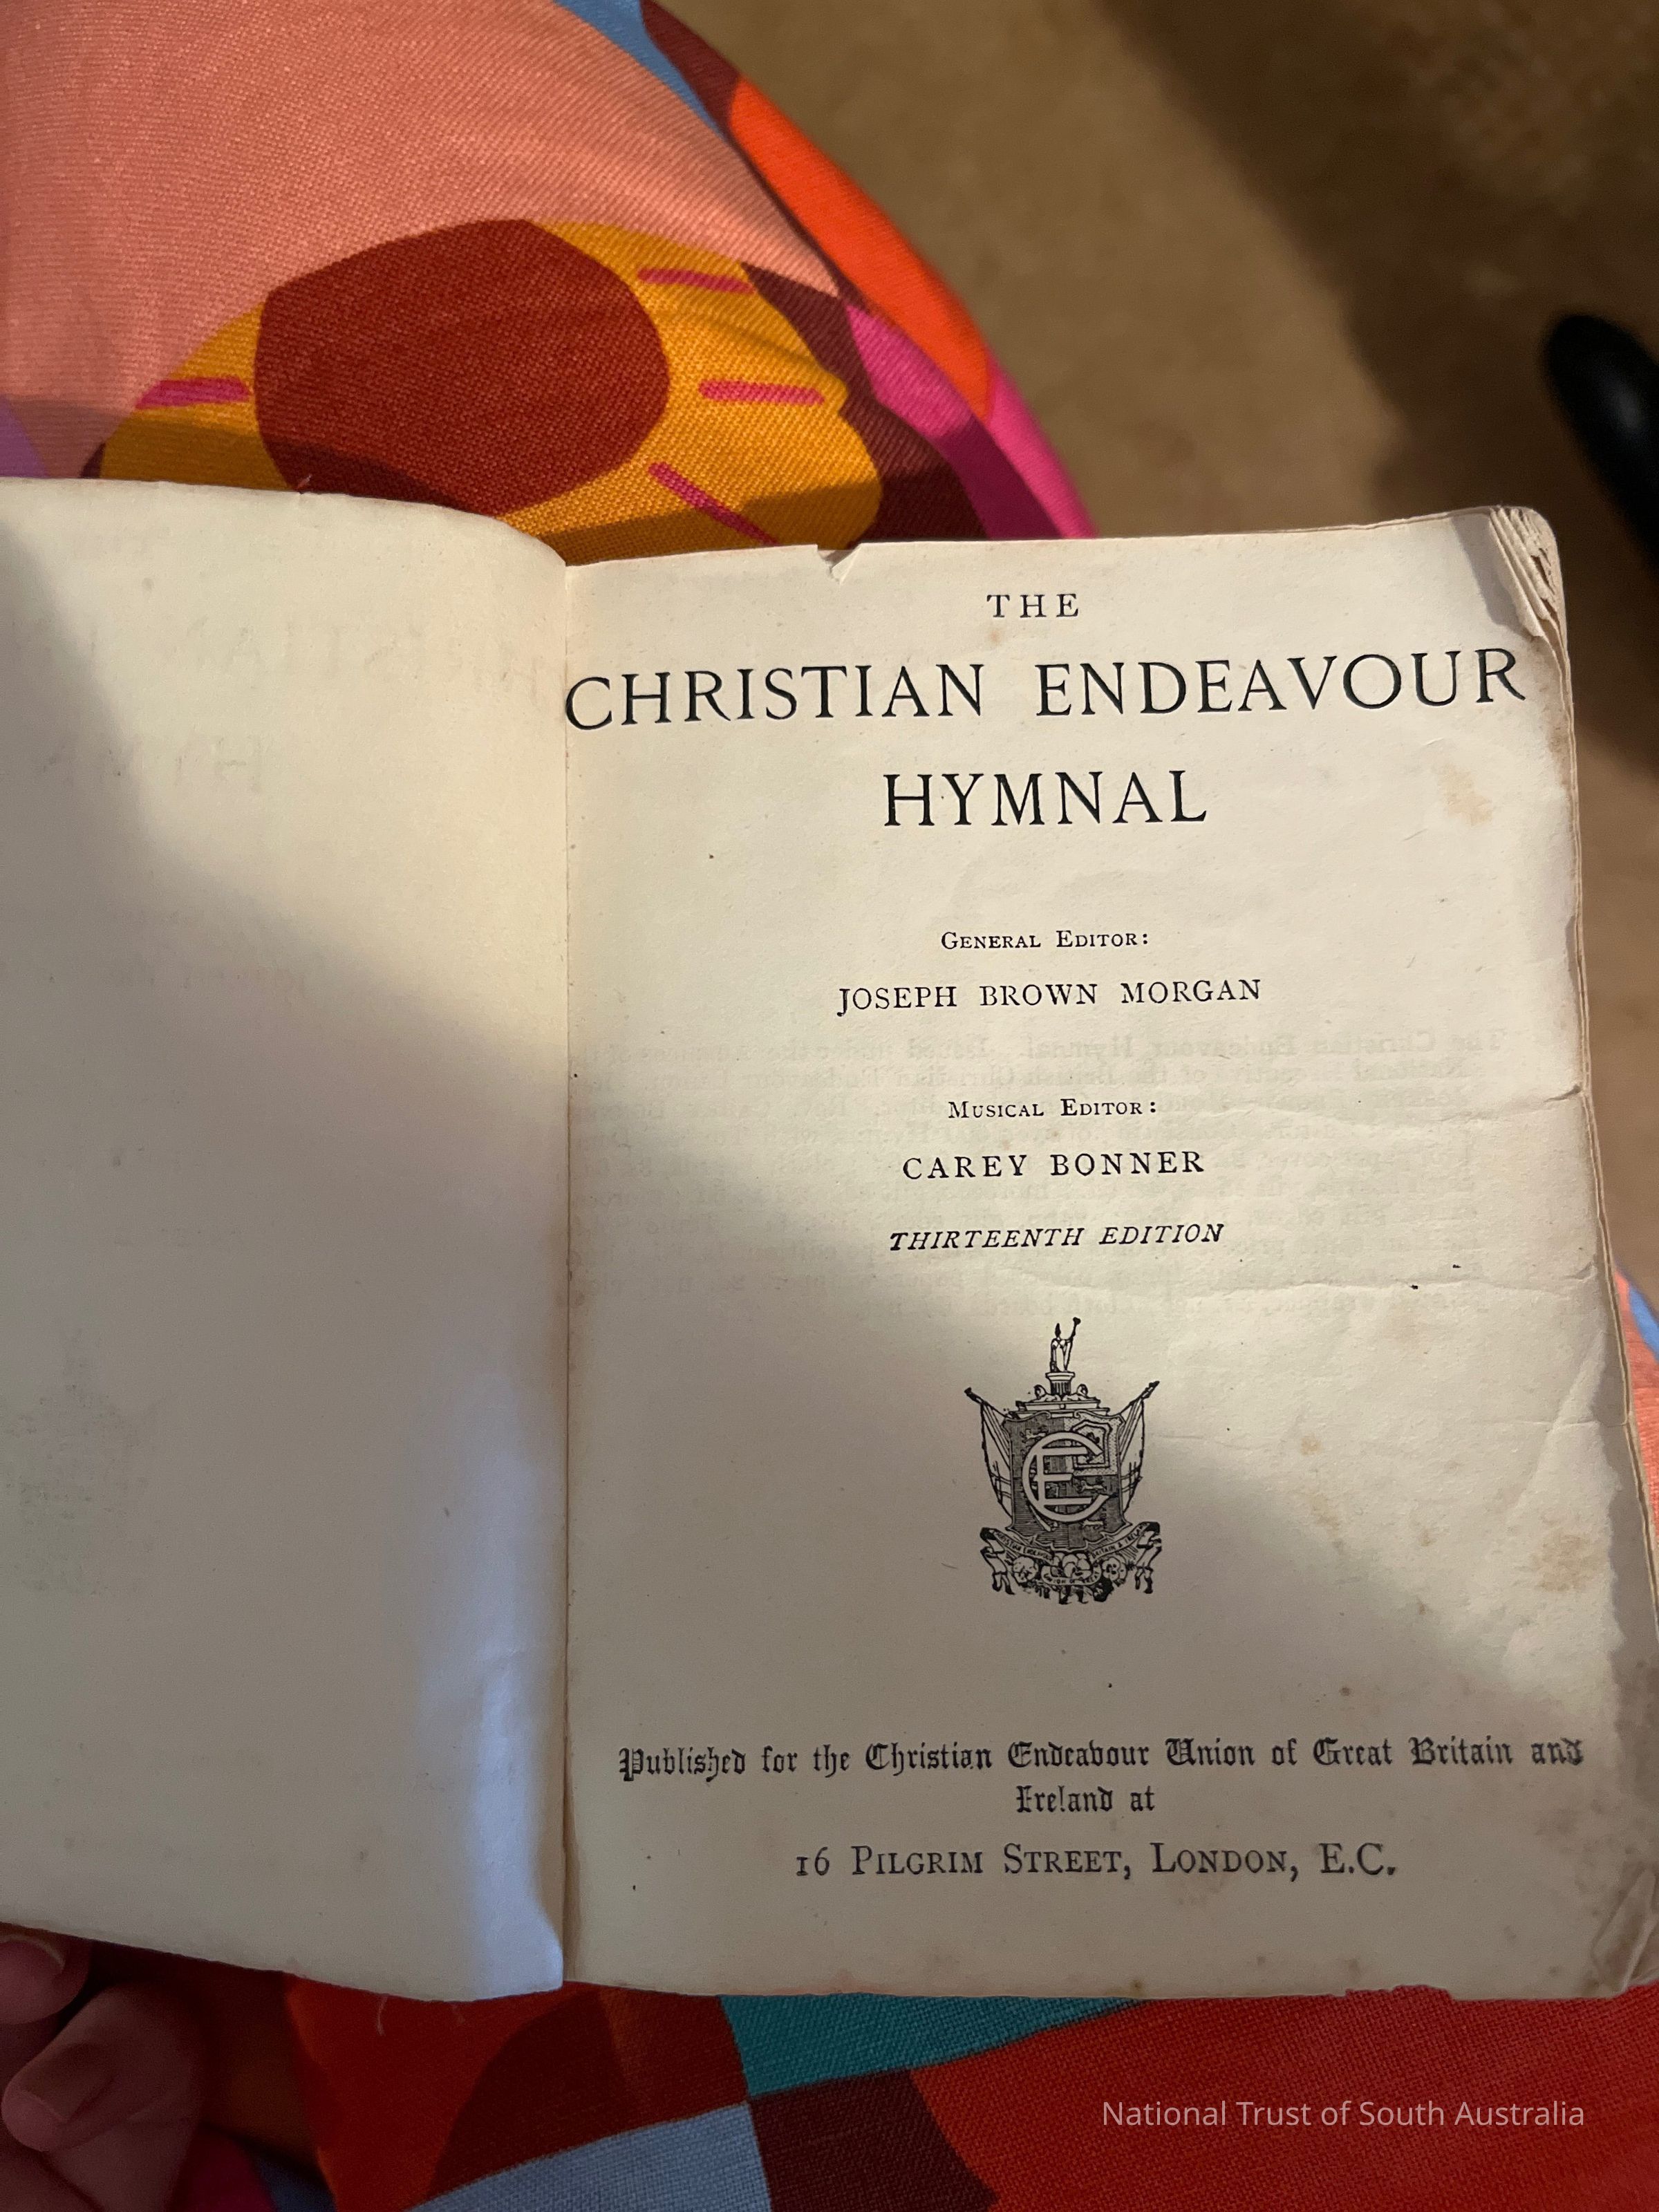 THE
CHRISTIAN ENDEAVOUR
HYMNAL
GENERAL EDITOR:
JOSEPH BROWN MORGAN
MUSICAL EDITOR:
CAREY BONNER
THIRTEENTH EDITION
CE
Published for the Christian Endeavour Union of Great Britain and
Ireland at
16 PILGRIM STREET, LONDON, E.C.
National Trust of South Australia